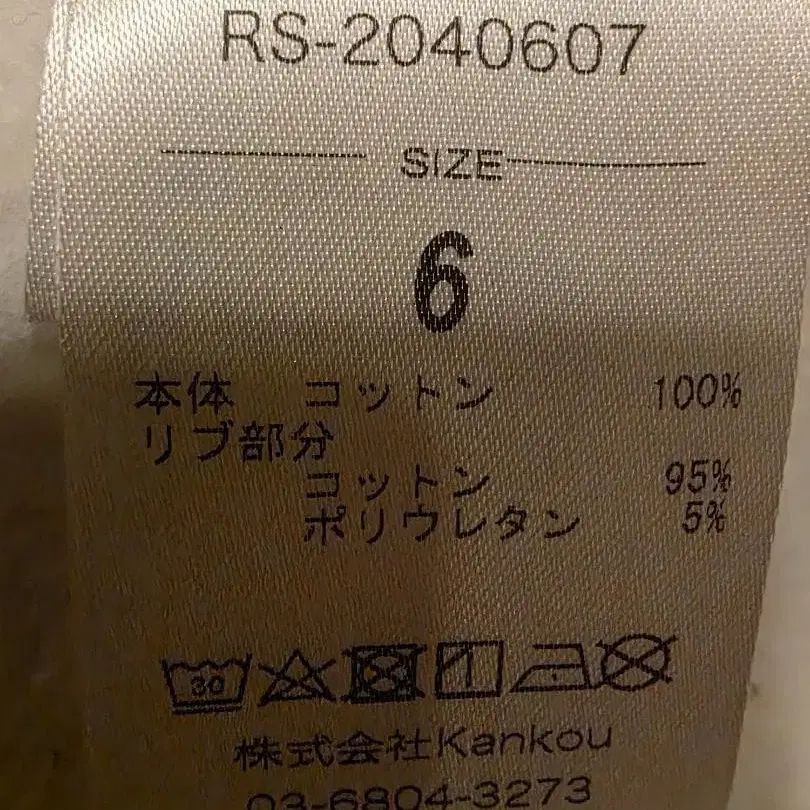 RS-2040607
SIZE
6
本体 コットン 100%
リブ部分
コットン 95%
ポリウレタン 5%
30
株式会社Kankou
03-6804-3273